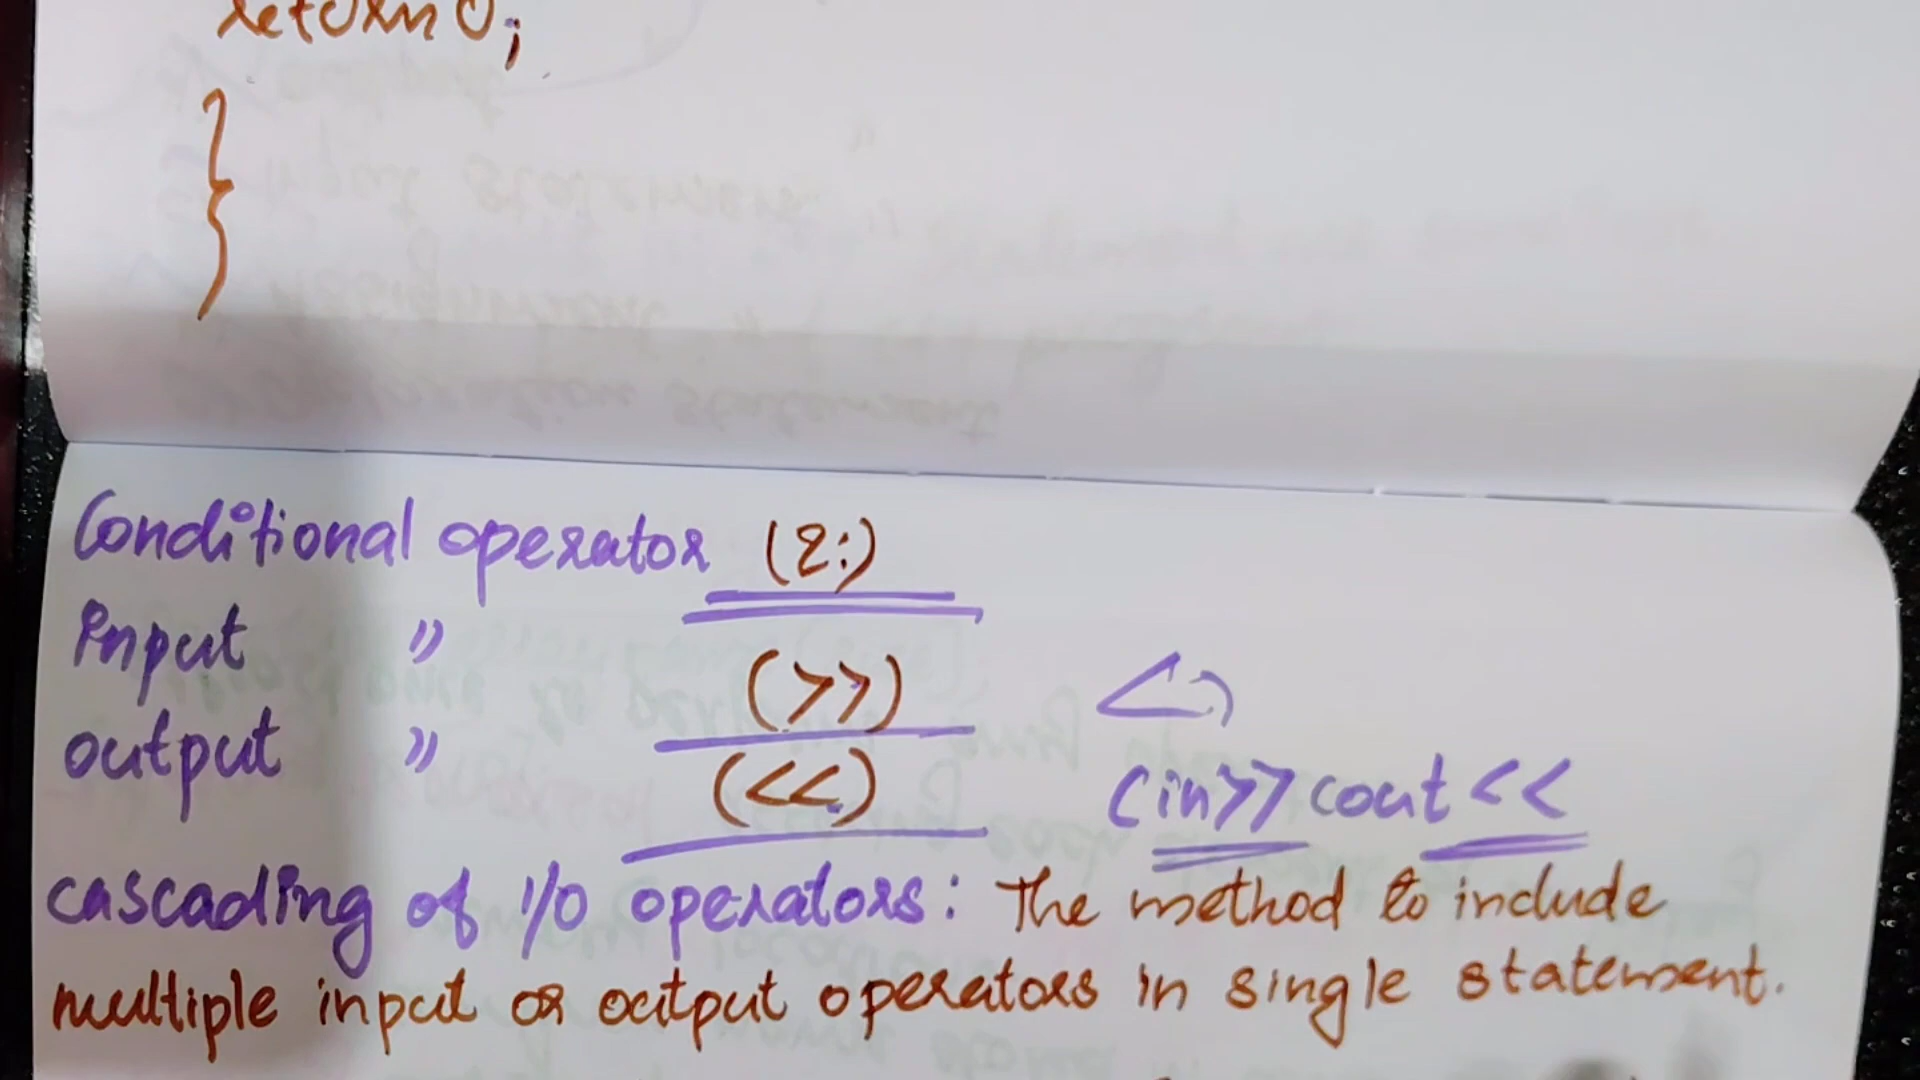 return 0;
}
Conditional operator (?:)
Input " (>>)
output " (<<) cin>> cout<<
cascading of I/O operators: The method to include
multiple input or output operators in single statement.